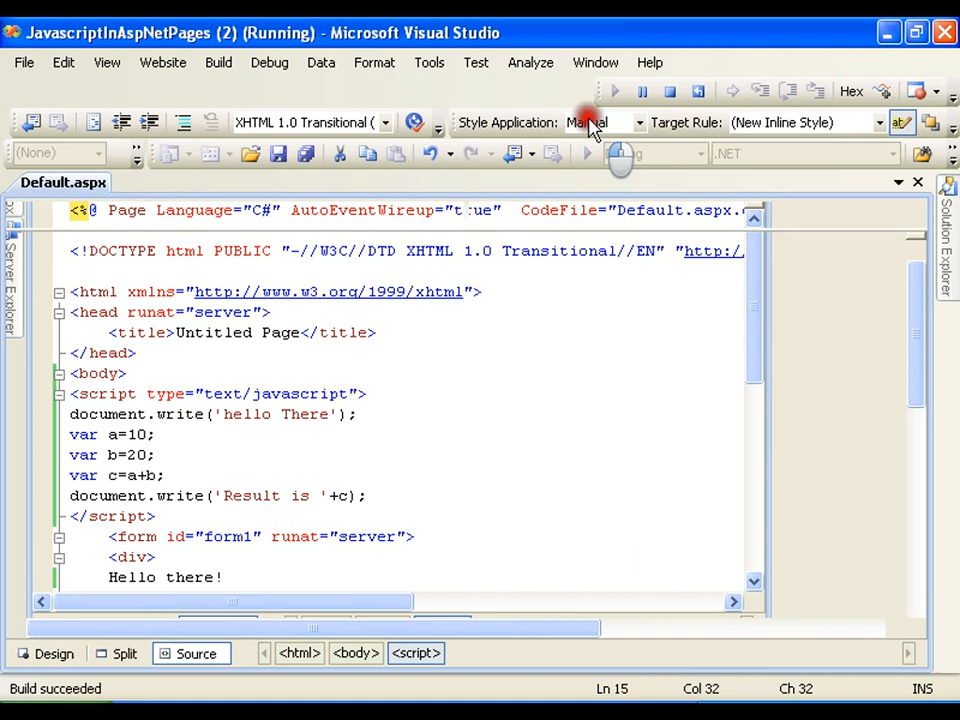 JavascriptInAspNetPages (2) (Running) - Microsoft Visual Studio
File Edit View Website Build Debug Data Format Tools Test Analyze Window Help
Hex
XHTML 1.0 Transitional ( Style Application: Manual Target Rule: (New Inline Style)
(None) .NET
Default.aspx
<%@ Page Language="C#" AutoEventWireup="true" CodeFile="Default.aspx.
<!DOCTYPE html PUBLIC "-//W3C//DTD XHTML 1.0 Transitional//EN" "http:/
<html xmlns="http://www.w3.org/1999/xhtml">
<head runat="server">
<title>Untitled Page</title>
</head>
<body>
<script type="text/javascript">
document.write('hello There');
var a=10;
var b=20;
var c=a+b;
document.write('Result is '+c);
</script>
<form id="form1" runat="server">
<div>
Hello there!
Server Explorer
Solution Explorer
Design Split Source <html> <body> <script>
Build succeeded Ln 15 Col 32 Ch 32 INS